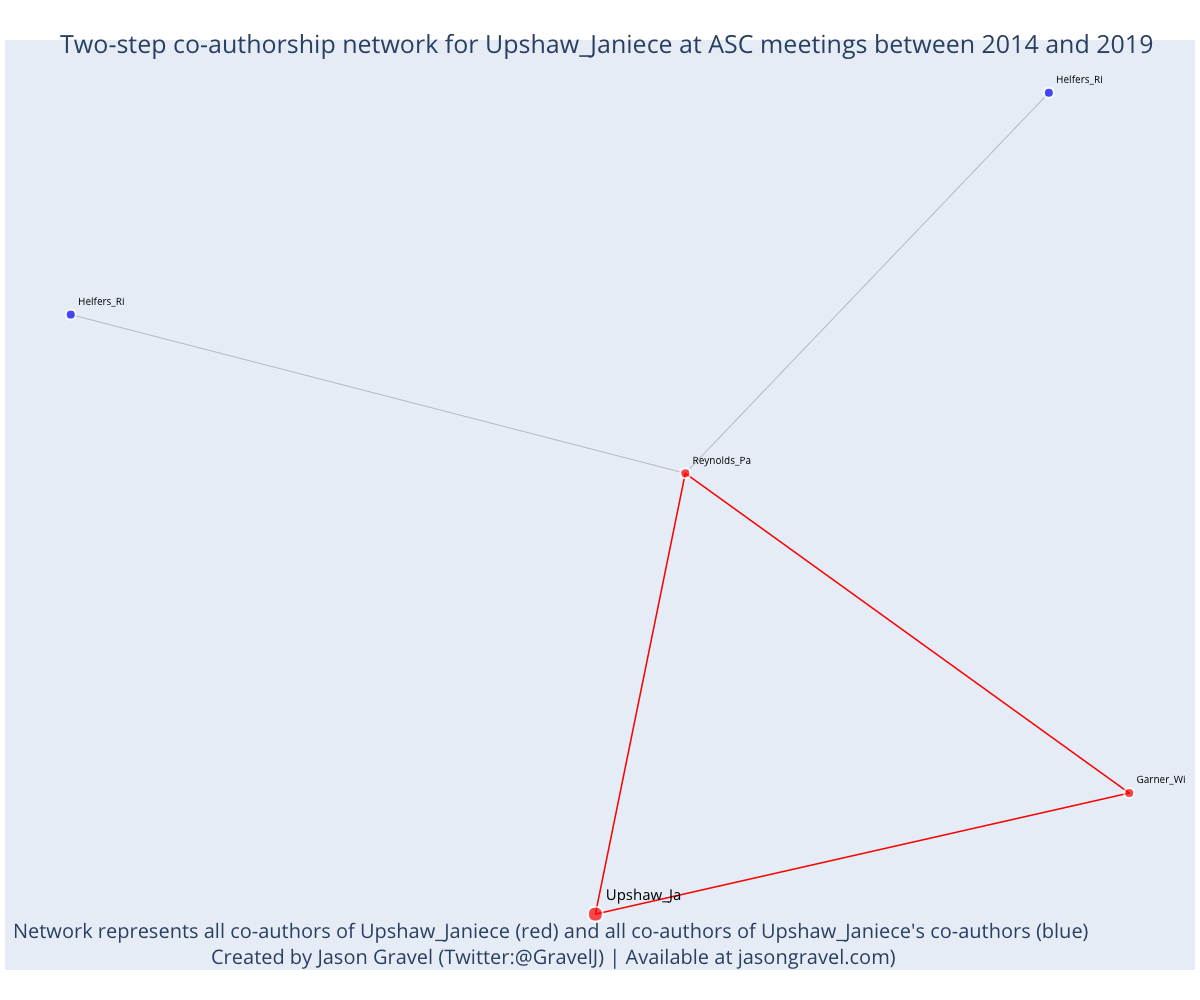 Two-step co-authorship network for Upshaw_Janiece at ASC meetings between 2014 and 2019
Helfers_Ri
Helfers_Ri
Reynolds_Pa
Garner_Wi
Upshaw_Ja
Network represents all co-authors of Upshaw_Janiece (red) and all co-authors of Upshaw_Janiece's co-authors (blue)
Created by Jason Gravel (Twitter:@GravelJ) | Available at jasongravel.com)